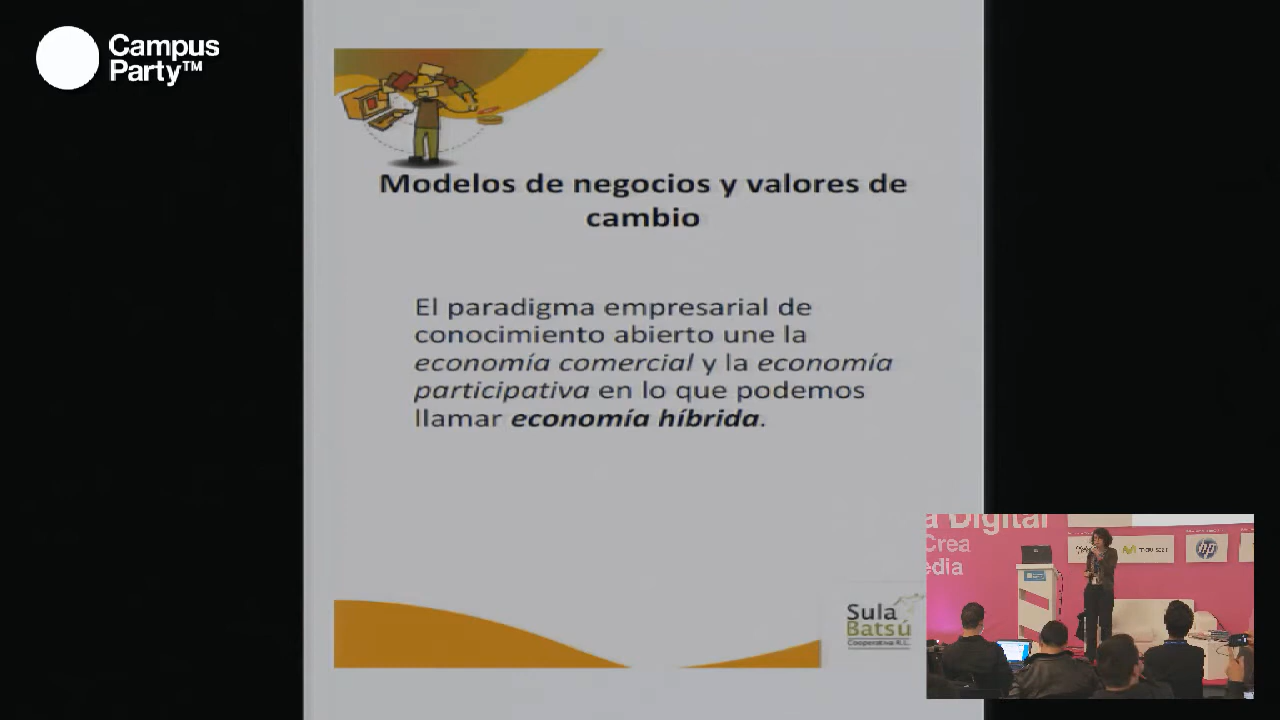 Campus
Party™
Modelos de negocios y valores de
cambio
El paradigma empresarial de
conocimiento abierto une la
economía comercial y la economía
participativa en lo que podemos
llamar economía híbrida.
Sula
Batsú
Cooperativa R.L.
a Digital
Crea
edia
hp